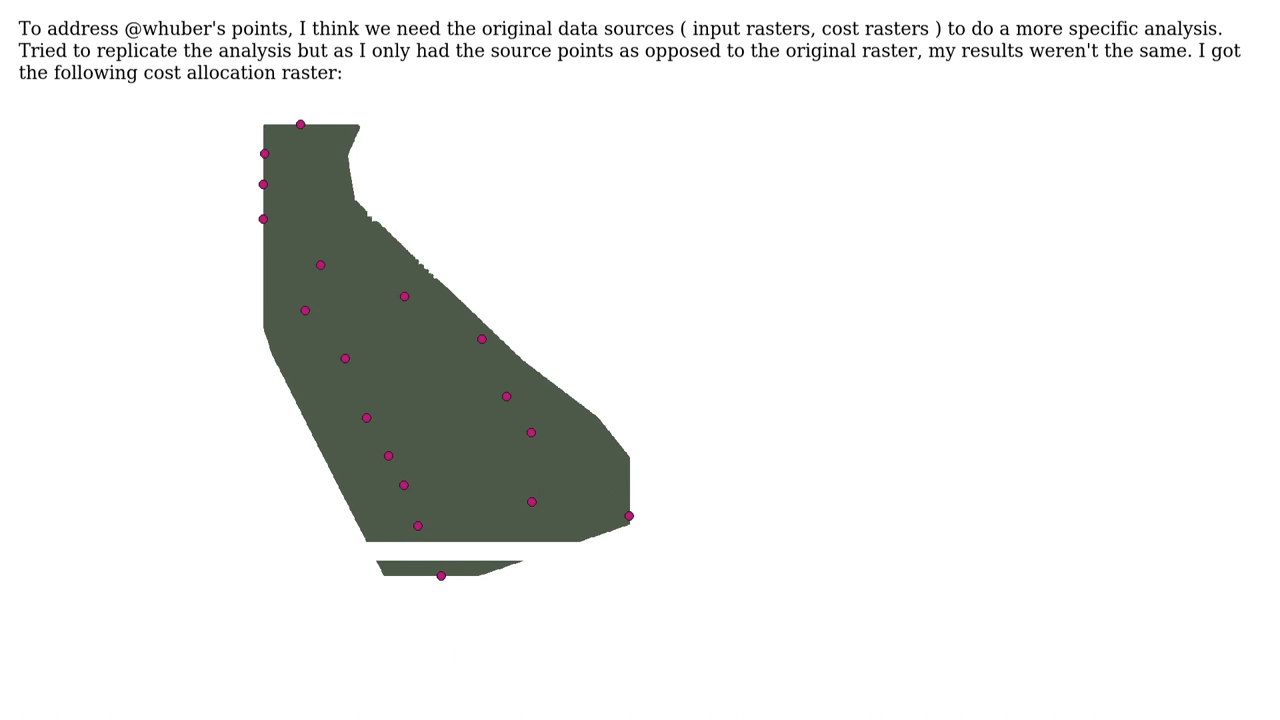 To address @whuber's points, I think we need the original data sources ( input rasters, cost rasters ) to do a more specific analysis.
Tried to replicate the analysis but as I only had the source points as opposed to the original raster, my results weren't the same. I got
the following cost allocation raster: